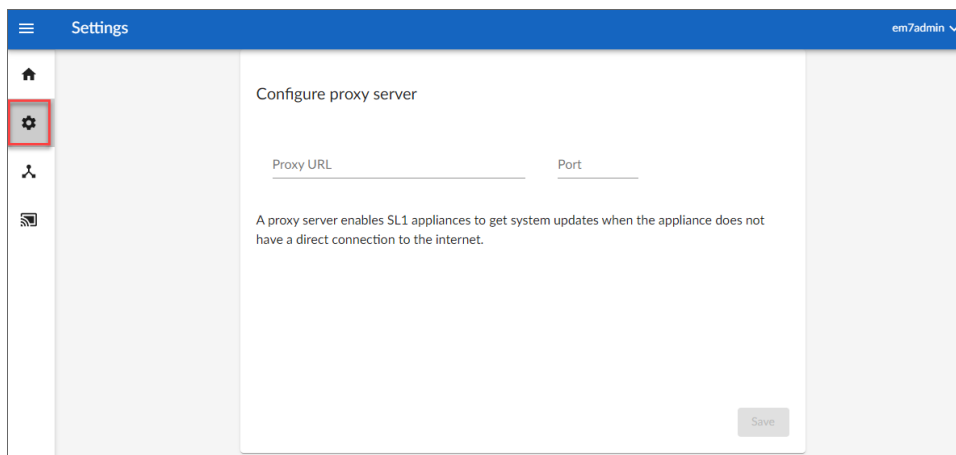 Settings
em7admin
Configure proxy server
Proxy URL
Port
A proxy server enables SL1 appliances to get system updates when the appliance does not
have a direct connection to the internet.
Save